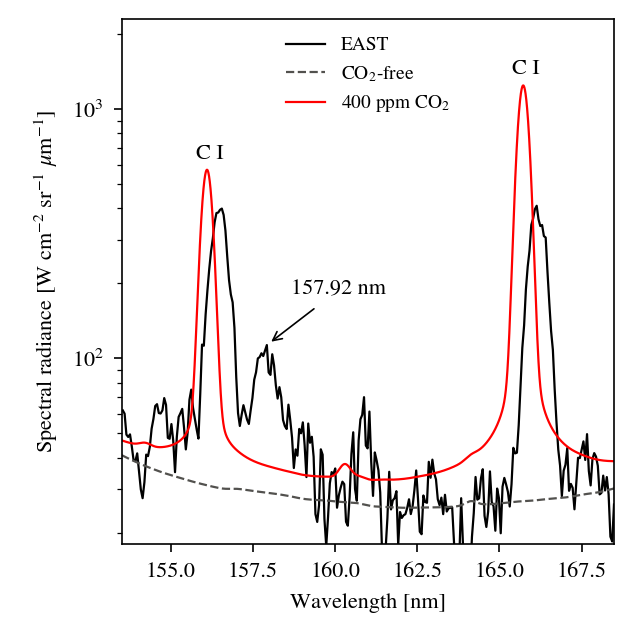 EAST
CO₂-free
400 ppm CO₂
C I
C I
157.92 nm
10³
10²
Spectral radiance [W cm⁻² sr⁻¹ μm⁻¹]
155.0 157.5 160.0 162.5 165.0 167.5
Wavelength [nm]